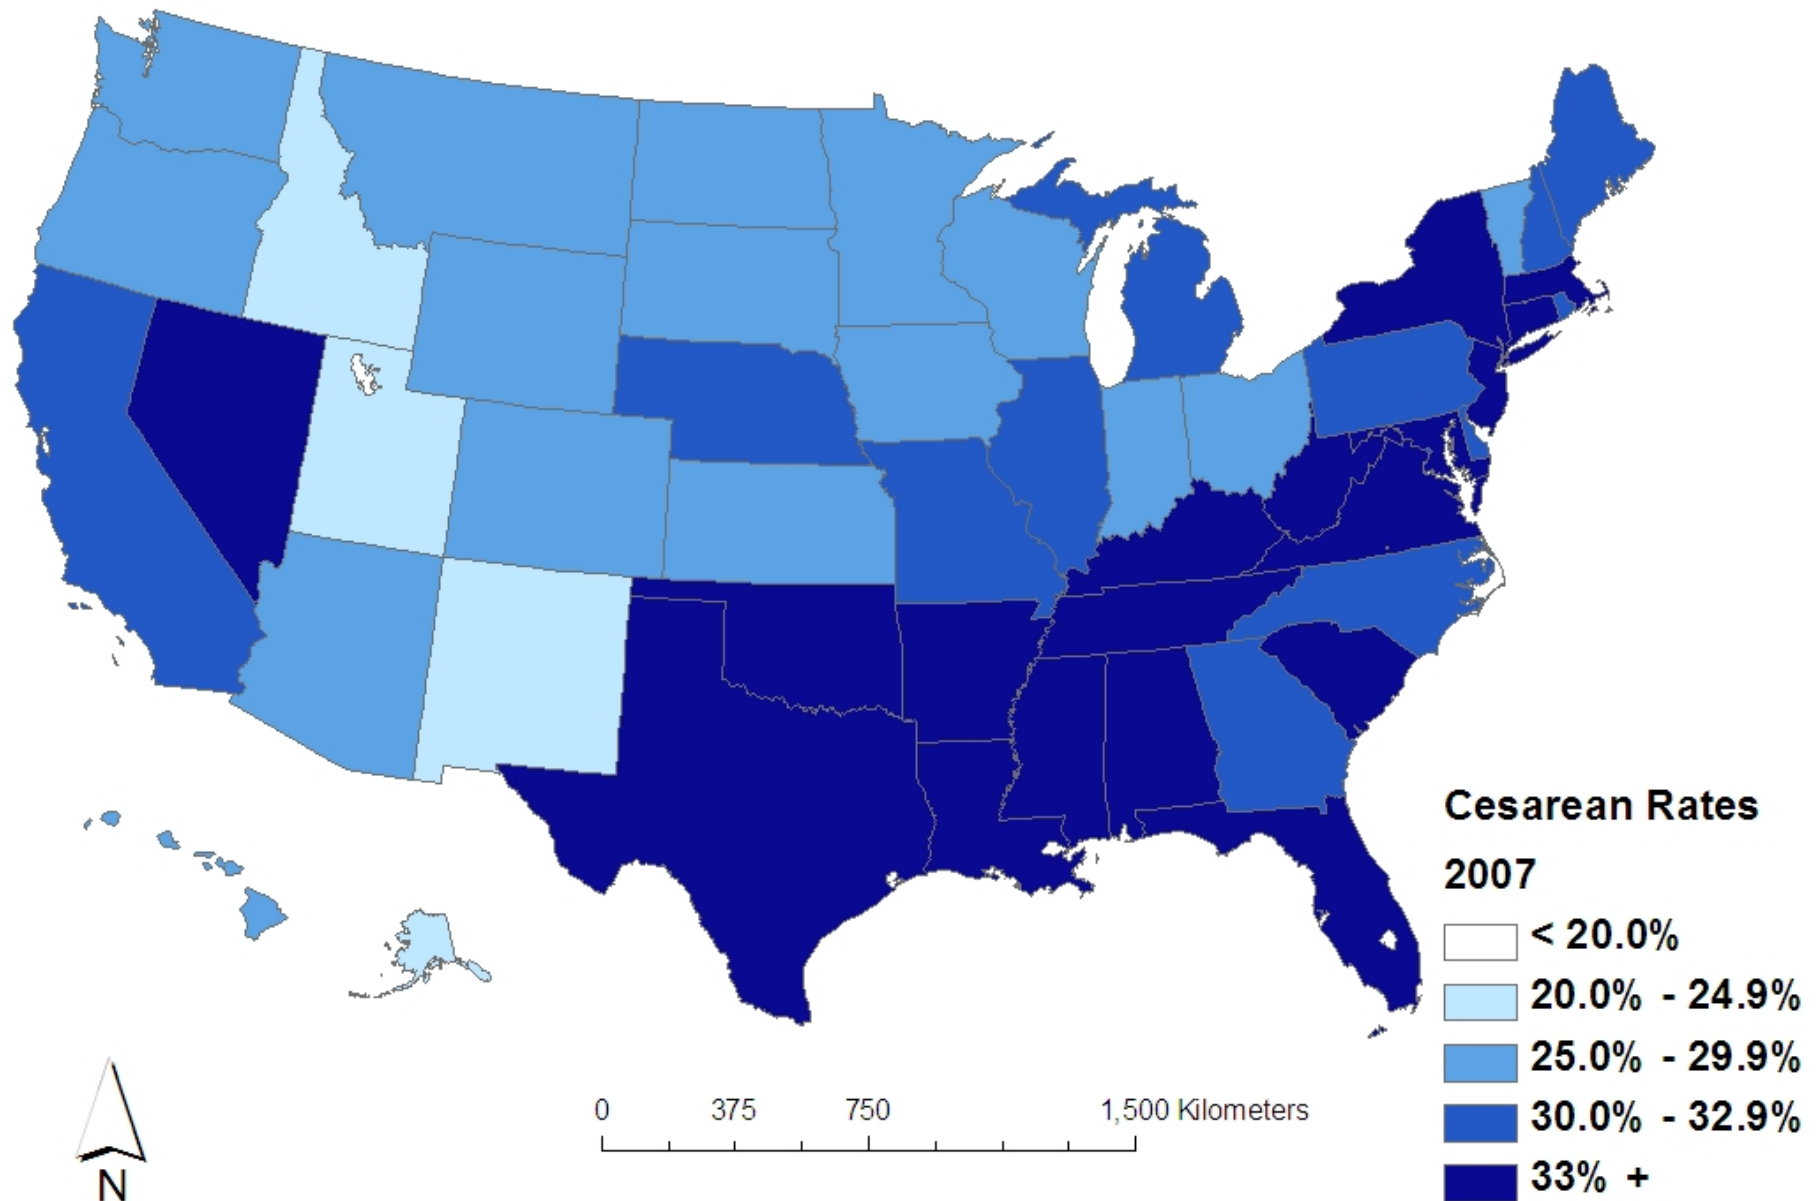 Cesarean Rates
2007
< 20.0%
20.0% - 24.9%
25.0% - 29.9%
30.0% - 32.9%
33% +
0 375 750 1,500 Kilometers
N